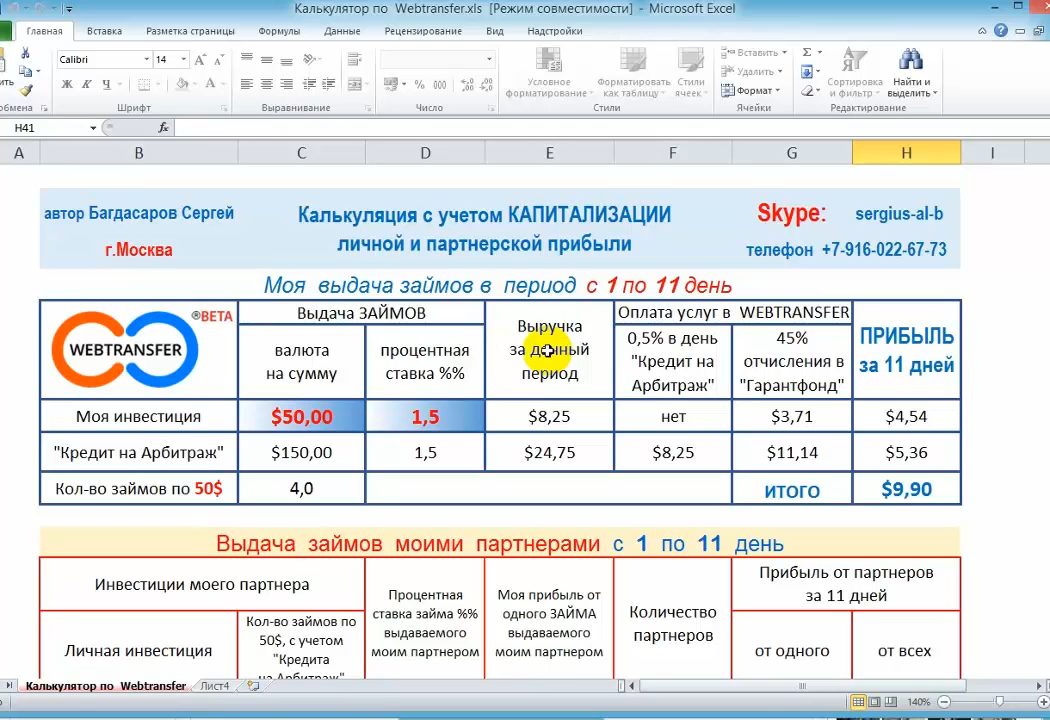 Калькулятор по Webtransfer.xls [Режим совместимости] - Microsoft Excel
Главная Вставка Разметка страницы Формулы Данные Рецензирование Вид Надстройки
Calibri 14 Вставить
Условное форматирование Форматировать как таблицу Стили ячеек Удалить Сортировка и фильтр Найти и выделить
Ж К Ч % 000 Формат
Шрифт Выравнивание Число Стили Ячейки Редактирование
H41 fx
A B C D E F G H I
автор Багдасаров Сергей
г.Москва
Калькуляция с учетом КАПИТАЛИЗАЦИИ
личной и партнерской прибыли
Skype: sergius-al-b
телефон +7-916-022-67-73
Моя выдача займов в период с 1 по 11 день
®BETA
WEBTRANSFER
Выдача ЗАЙМОВ
валюта
на сумму
процентная
ставка %%
Выручка
за данный
период
Оплата услуг в WEBTRANSFER
0,5% в день
"Кредит на
Арбитраж"
45%
отчисления в
"Гарантфонд"
ПРИБЫЛЬ
за 11 дней
Моя инвестиция $50,00 1,5 $8,25 нет $3,71 $4,54
"Кредит на Арбитраж" $150,00 1,5 $24,75 $8,25 $11,14 $5,36
Кол-во займов по 50$ 4,0 ИТОГО $9,90
Выдача займов моими партнерами с 1 по 11 день
Инвестиции моего партнера
Личная инвестиция
Кол-во займов по
50$, с учетом
"Кредита
на Арбитраж"
Процентная
ставка займа %%
выдаваемого
моим партнером
Моя прибыль от
одного ЗАЙМА
выдаваемого
моим партнером
Количество
партнеров
Прибыль от партнеров
за 11 дней
от одного от всех
Калькулятор по Webtransfer Лист4
140%